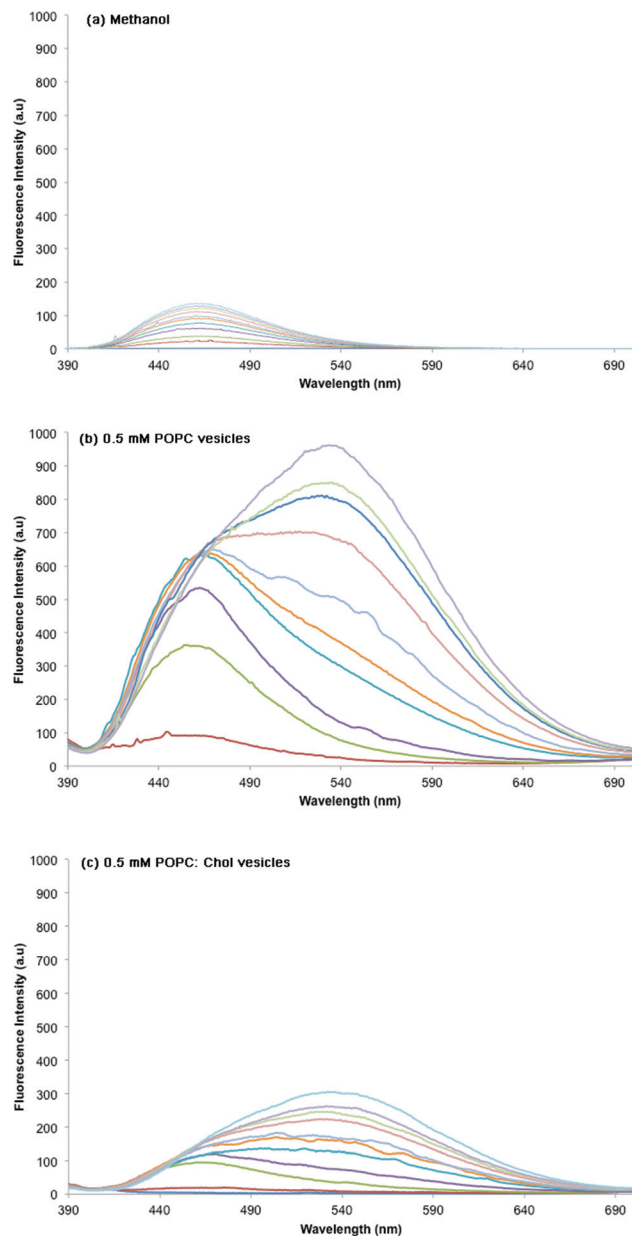 (a) Methanol
1000
900
800
700
600
500
400
300
200
100
0
Fluorescence Intensity (a.u)
390 440 490 540 590 640 690
Wavelength (nm)
(b) 0.5 mM POPC vesicles
1000
900
800
700
600
500
400
300
200
100
0
Fluorescence Intensity (a.u)
390 440 490 540 590 640 690
Wavelength (nm)
(c) 0.5 mM POPC: Chol vesicles
1000
900
800
700
600
500
400
300
200
100
0
Fluorescence Intensity (a.u)
390 440 490 540 590 640 690
Wavelength (nm)